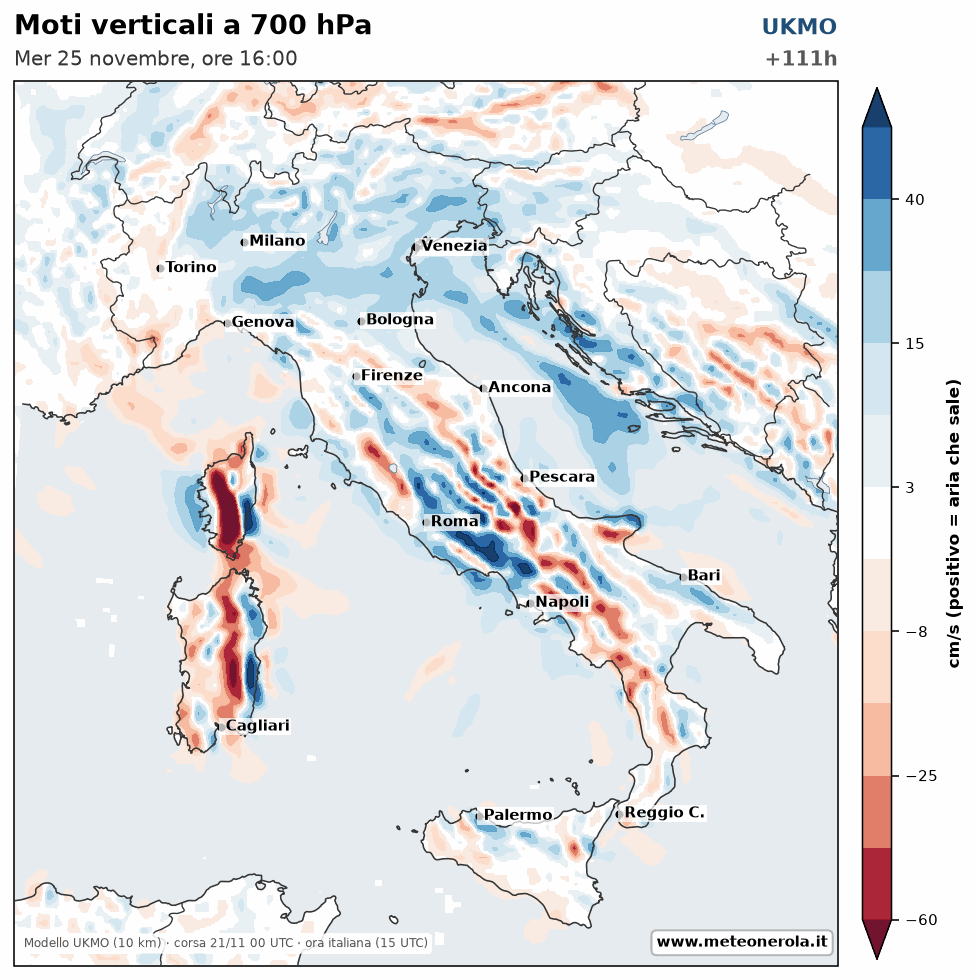 Moti verticali a 700 hPa
UKMO
Mer 25 novembre, ore 16:00
+111h
Milano
Venezia
Torino
Genova
Bologna
Firenze
Ancona
Pescara
Roma
Bari
Napoli
Cagliari
Palermo
Reggio C.
40
15
3
−8
−25
−60
cm/s (positivo = aria che sale)
Modello UKMO (10 km) · corsa 21/11 00 UTC · ora italiana (15 UTC)
www.meteonerola.it